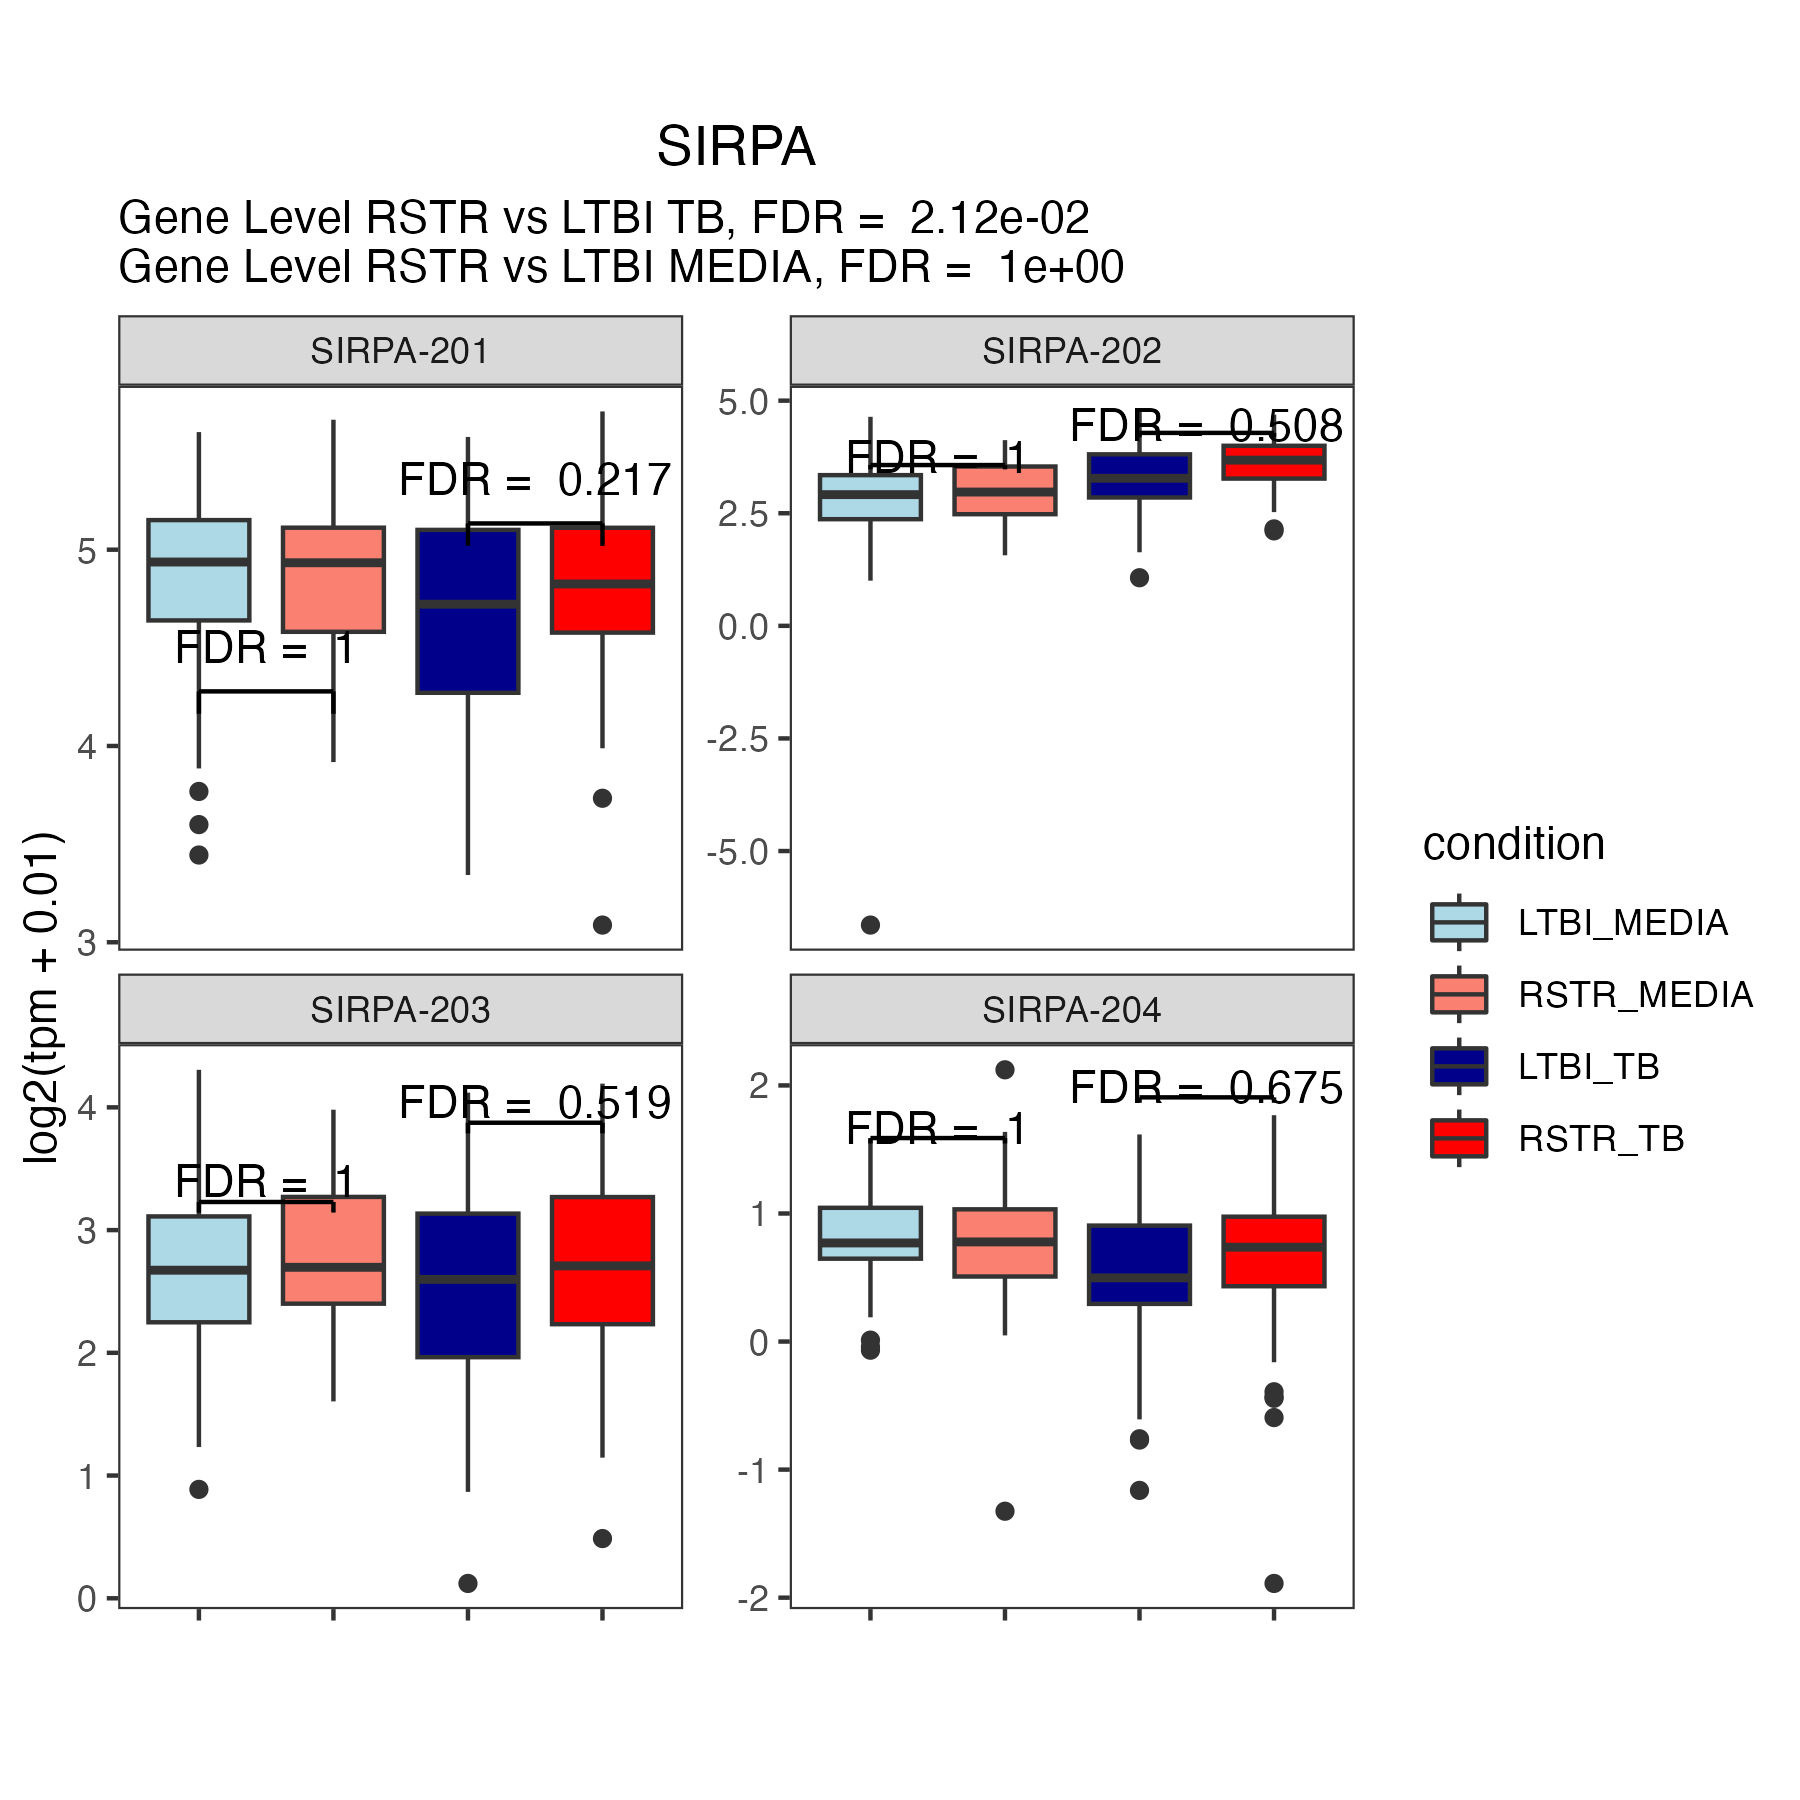 SIRPA
Gene Level RSTR vs LTBI TB, FDR = 2.12e-02
Gene Level RSTR vs LTBI MEDIA, FDR = 1e+00
log2(tpm + 0.01)
SIRPA-201
FDR = 0.217
FDR = 1
5
4
3
SIRPA-202
FDR = 0.508
FDR = 1
5.0
2.5
0.0
-2.5
-5.0
SIRPA-203
FDR = 0.519
FDR = 1
4
3
2
1
0
SIRPA-204
FDR = 0.675
FDR = 1
2
1
0
-1
-2
condition
LTBI_MEDIA
RSTR_MEDIA
LTBI_TB
RSTR_TB